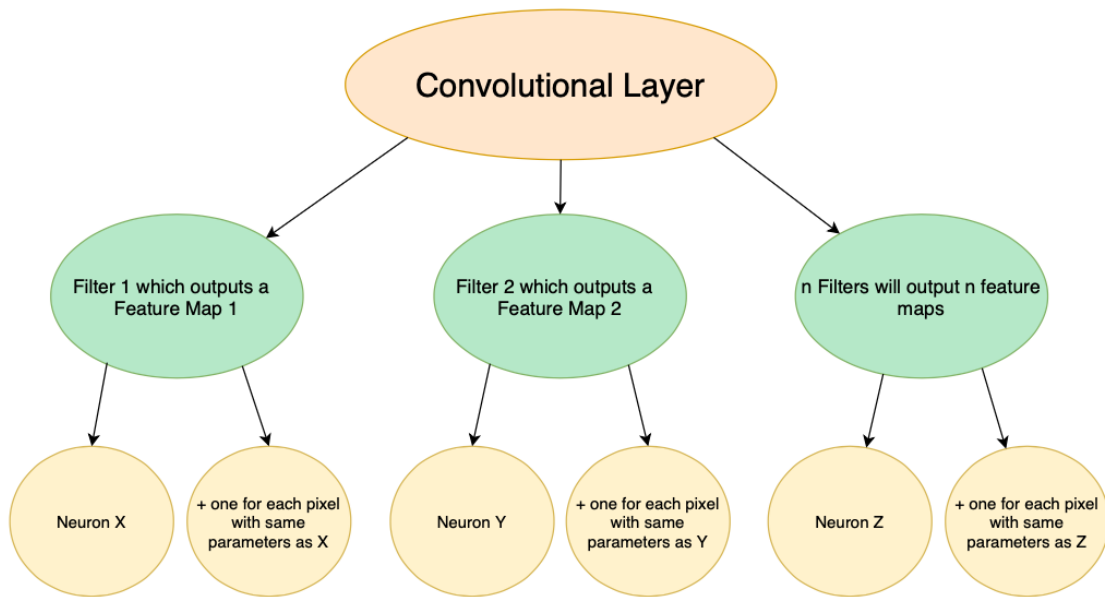 Convolutional Layer
Filter 1 which outputs a
Feature Map 1
Filter 2 which outputs a
Feature Map 2
n Filters will output n feature
maps
Neuron X
+ one for each pixel
with same
parameters as X
Neuron Y
+ one for each pixel
with same
parameters as Y
Neuron Z
+ one for each pixel
with same
parameters as Z